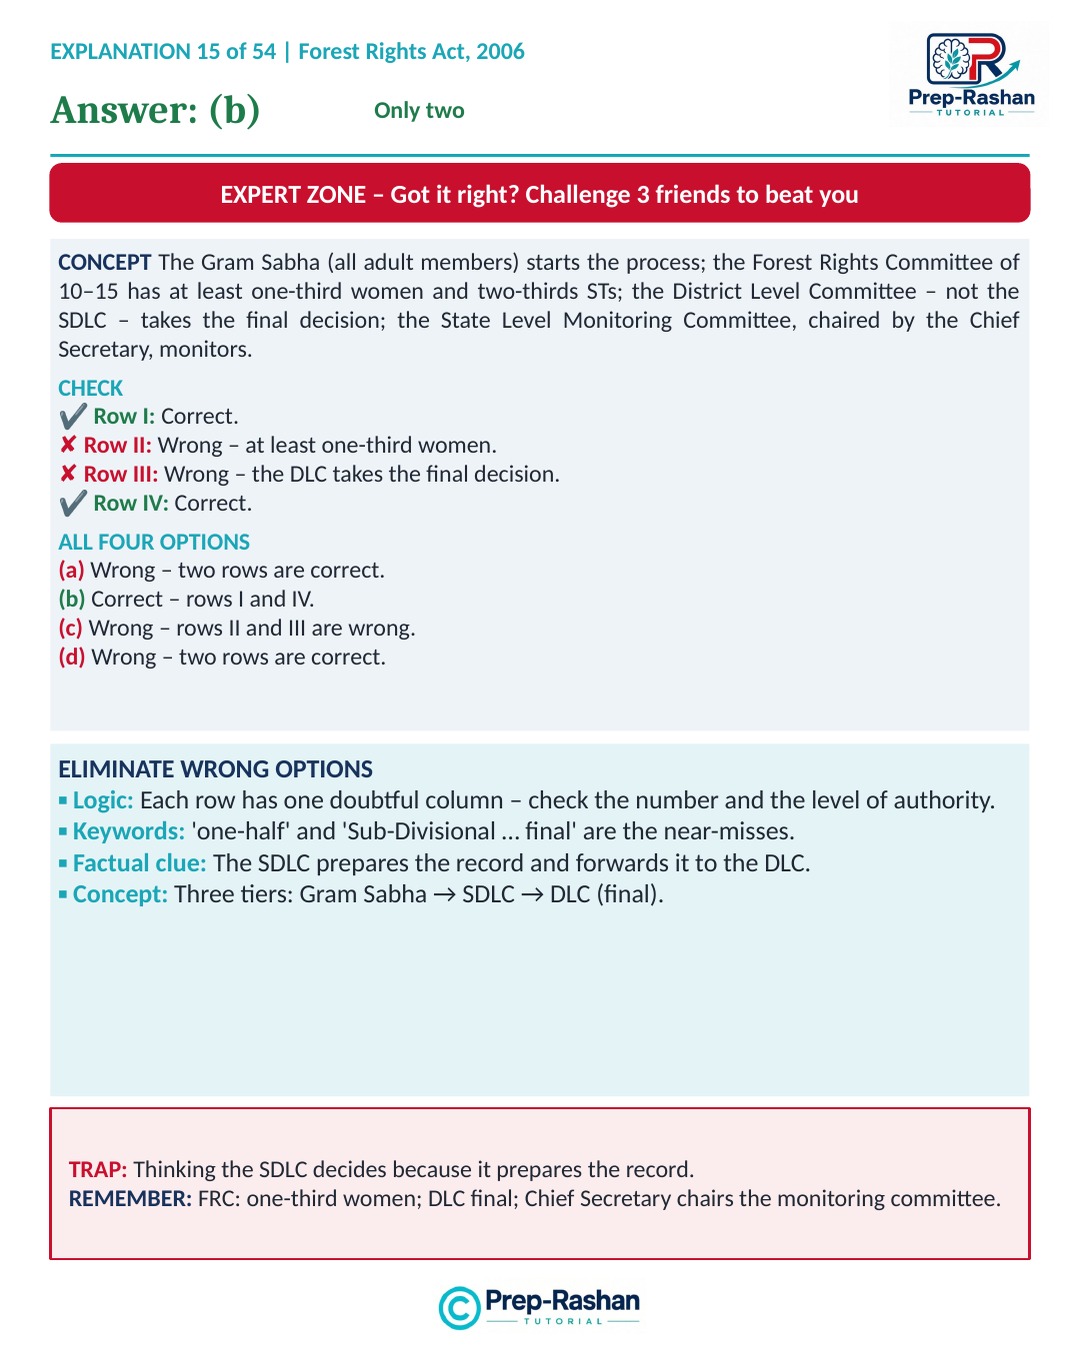 EXPLANATION 15 of 54 | Forest Rights Act, 2006
Prep-Rashan
TUTORIAL
Answer: (b) Only two
EXPERT ZONE – Got it right? Challenge 3 friends to beat you
CONCEPT The Gram Sabha (all adult members) starts the process; the Forest Rights Committee of
10–15 has at least one-third women and two-thirds STs; the District Level Committee – not the
SDLC – takes the final decision; the State Level Monitoring Committee, chaired by the Chief
Secretary, monitors.
CHECK
✔ Row I: Correct.
✘ Row II: Wrong – at least one-third women.
✘ Row III: Wrong – the DLC takes the final decision.
✔ Row IV: Correct.
ALL FOUR OPTIONS
(a) Wrong – two rows are correct.
(b) Correct – rows I and IV.
(c) Wrong – rows II and III are wrong.
(d) Wrong – two rows are correct.
ELIMINATE WRONG OPTIONS
▪ Logic: Each row has one doubtful column – check the number and the level of authority.
▪ Keywords: 'one-half' and 'Sub-Divisional ... final' are the near-misses.
▪ Factual clue: The SDLC prepares the record and forwards it to the DLC.
▪ Concept: Three tiers: Gram Sabha → SDLC → DLC (final).
TRAP: Thinking the SDLC decides because it prepares the record.
REMEMBER: FRC: one-third women; DLC final; Chief Secretary chairs the monitoring committee.
© Prep-Rashan
TUTORIAL